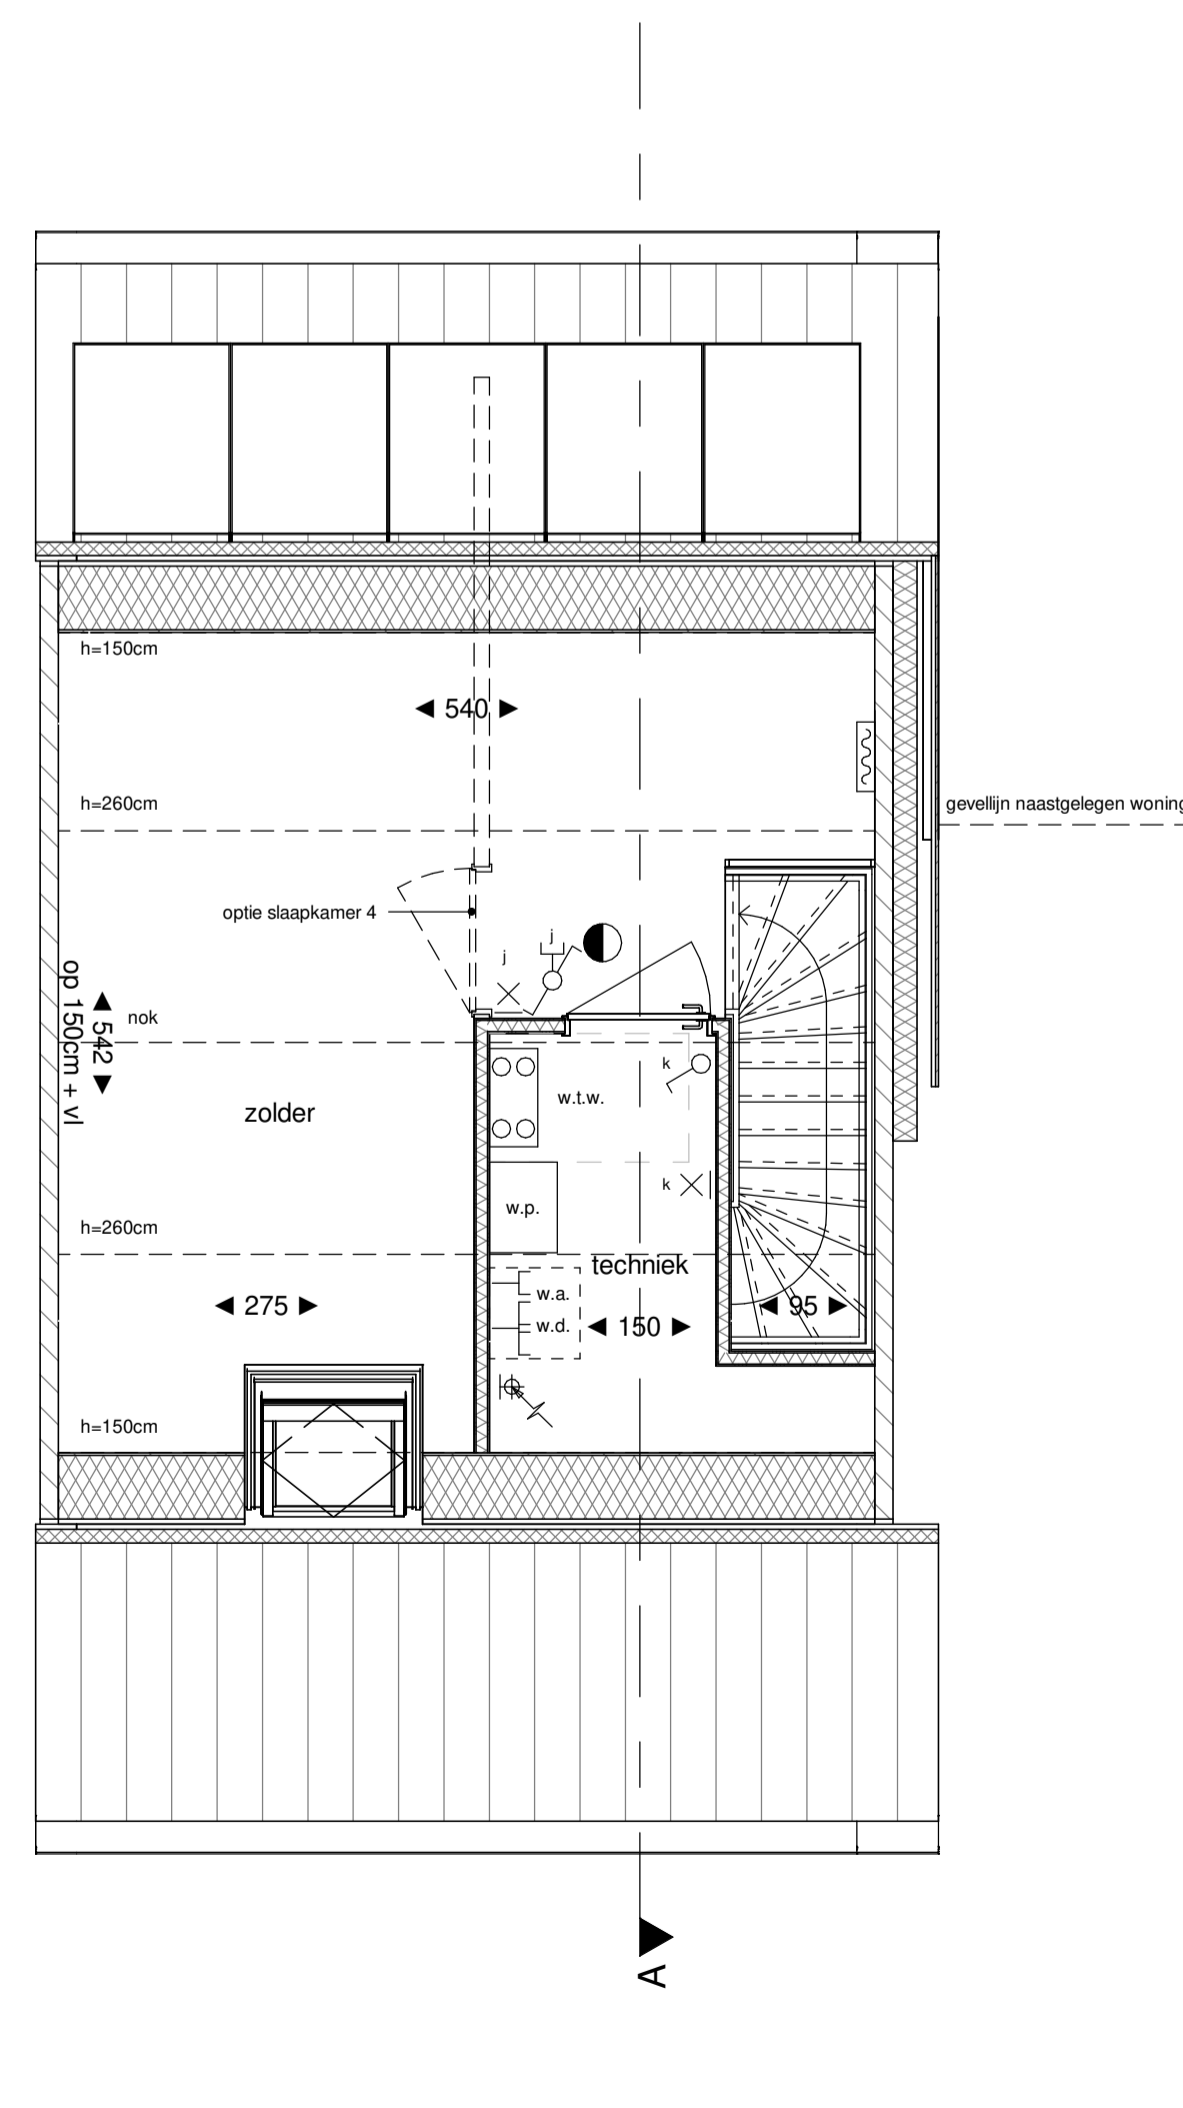 h=150cm
540
h=260cm
gevellijn naastgelegen woning
optie slaapkamer 4
j
j
op 150cm + vl
542
nok
k
w.t.w.
zolder
k
w.p.
h=260cm
techniek
w.a.
275
95
w.d.
150
h=150cm
A